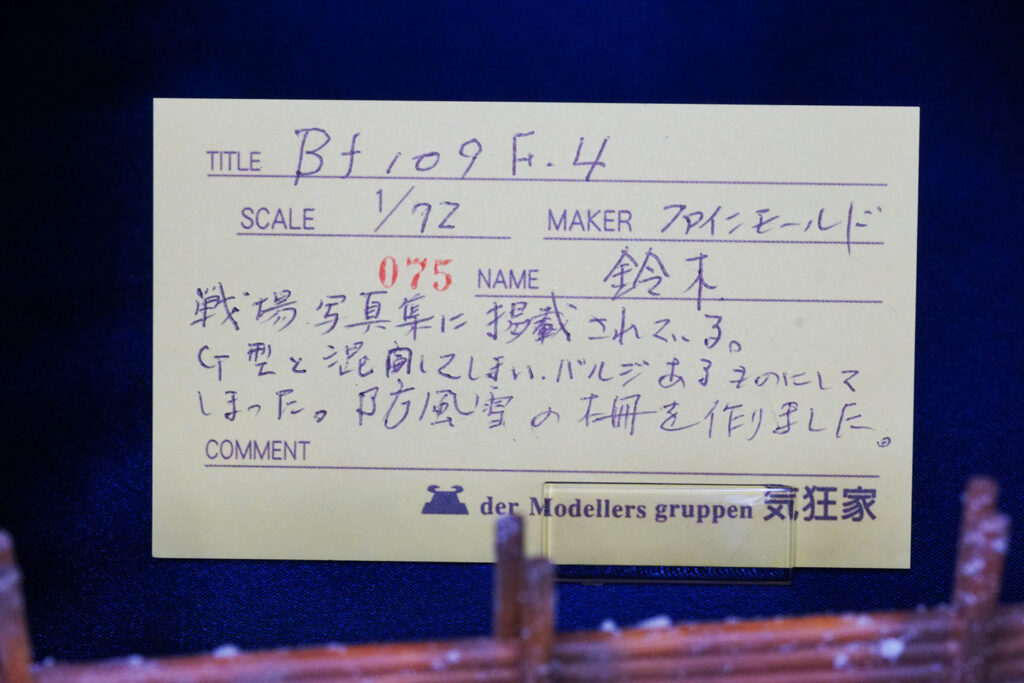 TITLE Bf 109 F.4
SCALE 1/72 MAKER ファインモールド
075 NAME 鈴木
戦場写真集に掲載されている。
G型と混同してしまい.バルジあるものにして
しまった。防風雪の柵を作りました。
COMMENT
der Modellers gruppen 気狂家